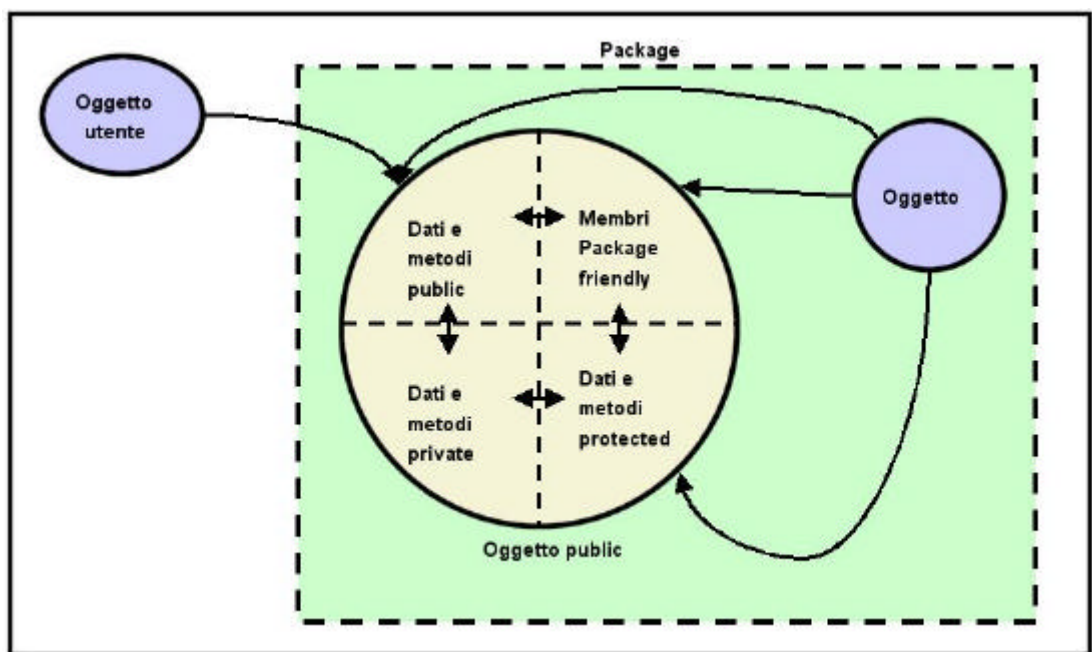 Package
Oggetto
utente
Oggetto
Dati e
metodi
public
Membri
Package
friendly
Dati e
metodi
private
Dati e
metodi
protected
Oggetto public